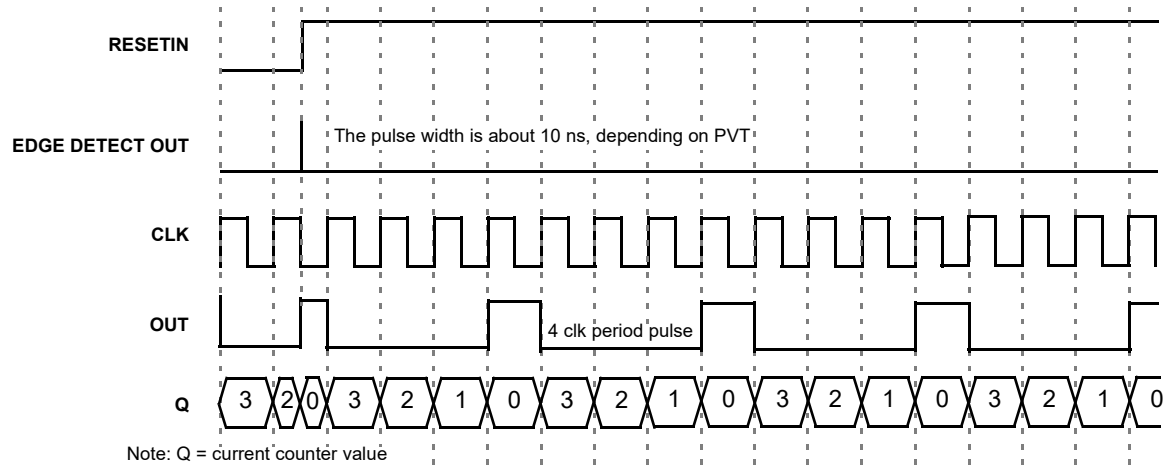 RESETIN
EDGE DETECT OUT
The pulse width is about 10 ns, depending on PVT
CLK
OUT
4 clk period pulse
Q
3 2 0 3 2 1 0 3 2 1 0 3 2 1 0 3 2 1 0
Note: Q = current counter value